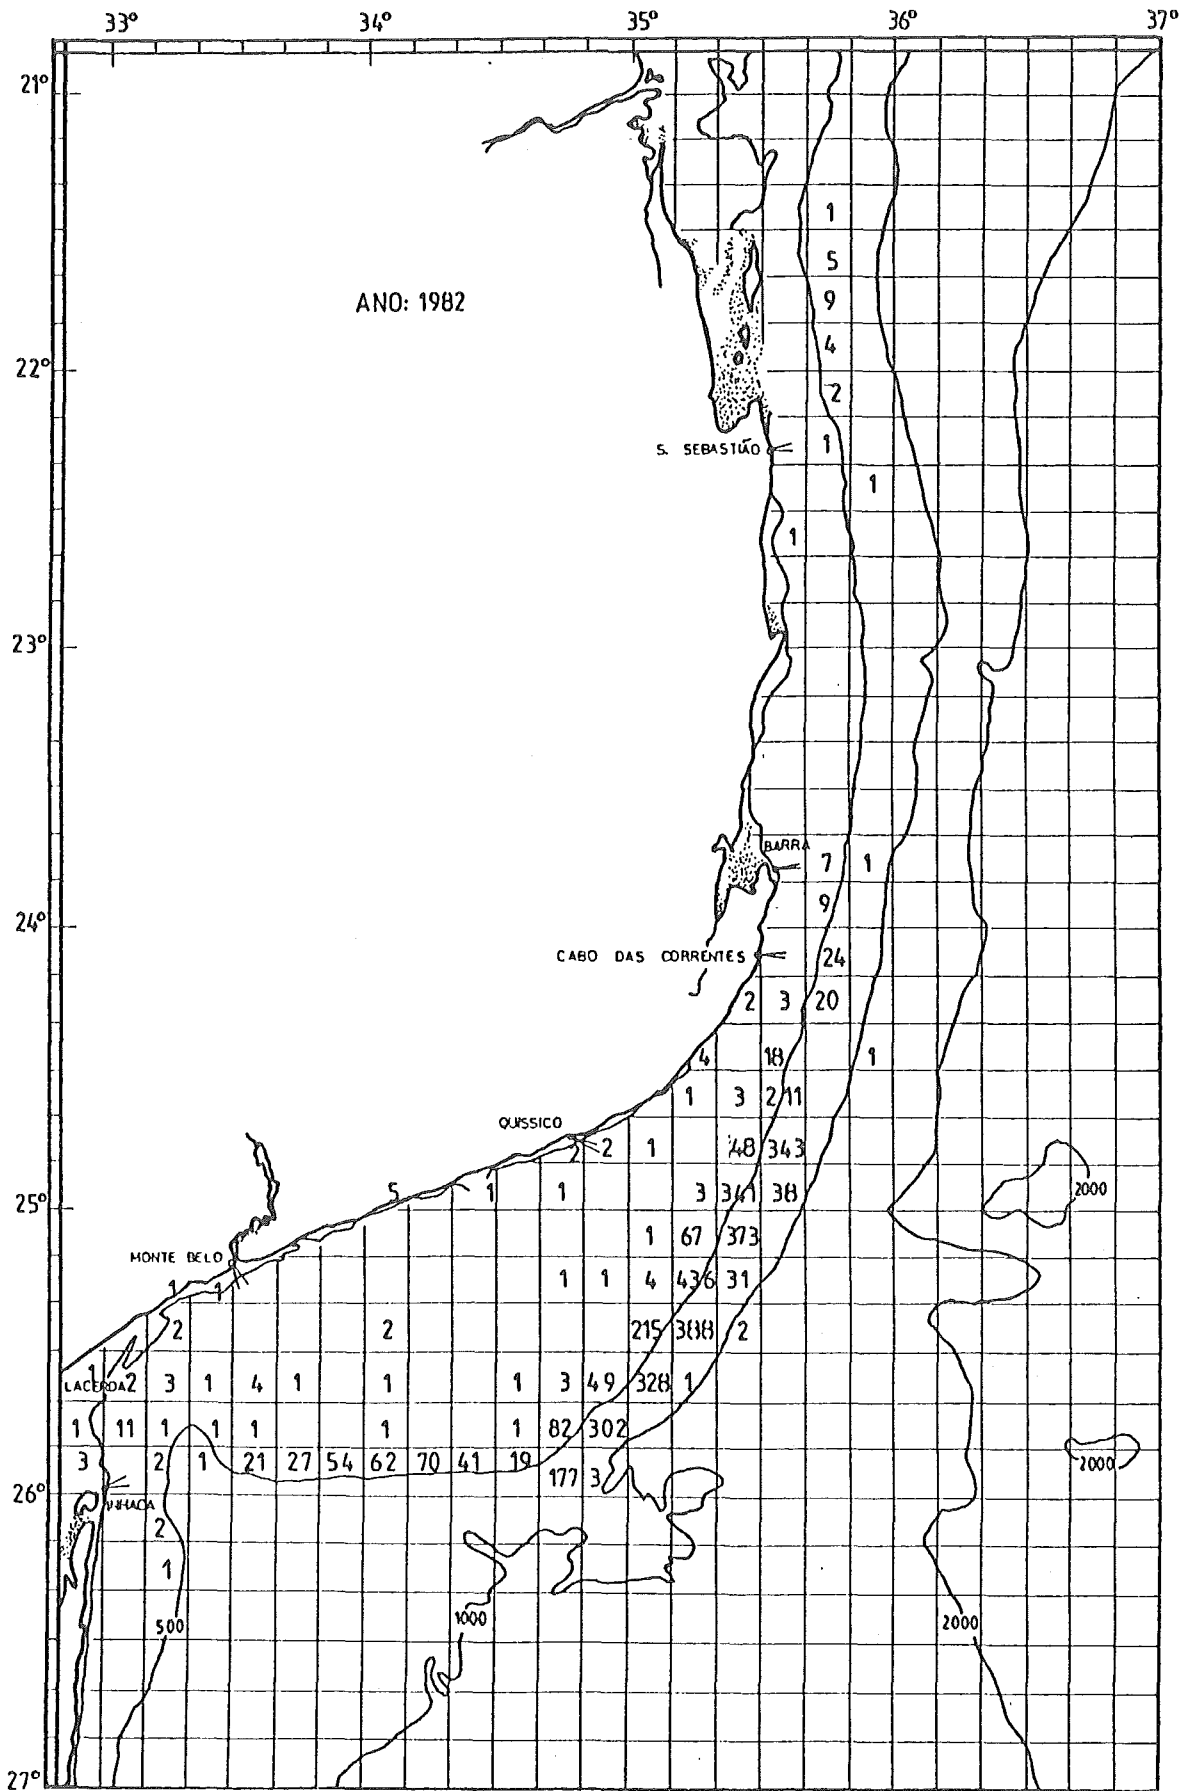 33° 34° 35° 36° 37°
21°
1
5
ANO: 1982
9
4
22°
2
S. SEBASTIÃO 1
1
1
23°
BARRA 7 1
9
24°
CABO DAS CORRENTES 24
2 3 20
4 18 1
1 3 211
QUISSICO
2 1 48 343
5 1 1 3 341 38
25° 2000
1 67 373
MONTE BELO
1 1 4 436 31
1 1
2 2 215 388 2
1
LACERDA 2 3 1 4 1 1 1 3 49 328 1
1 11 1 1 1 1 1 82 302
3 2 1 21 27 54 62 70 41 19 2000
177 3
26°
INHACA
2
1
500 1000 2000
27°